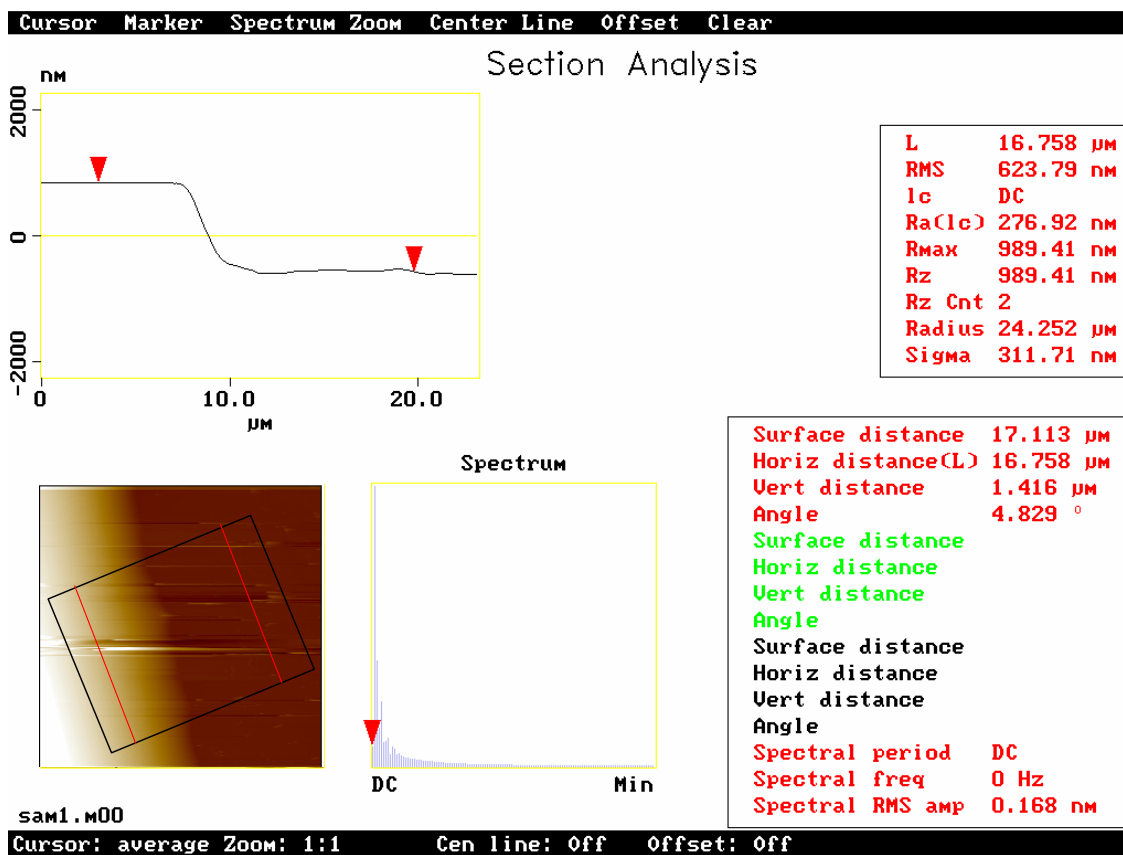 Cursor Marker Spectrum Zoom Center Line Offset Clear
Section Analysis
nm
2000
0
-2000
0 10.0 20.0
µm
L 16.758 µm
RMS 623.79 nm
lc DC
Ra(lc) 276.92 nm
Rmax 989.41 nm
Rz 989.41 nm
Rz Cnt 2
Radius 24.252 µm
Sigma 311.71 nm
Surface distance 17.113 µm
Horiz distance(L) 16.758 µm
Vert distance 1.416 µm
Angle 4.829 °
Surface distance
Horiz distance
Vert distance
Angle
Surface distance
Horiz distance
Vert distance
Angle
Spectral period DC
Spectral freq 0 Hz
Spectral RMS amp 0.168 nm
Spectrum
DC Min
sam1.m00
Cursor: average Zoom: 1:1 Cen line: Off Offset: Off